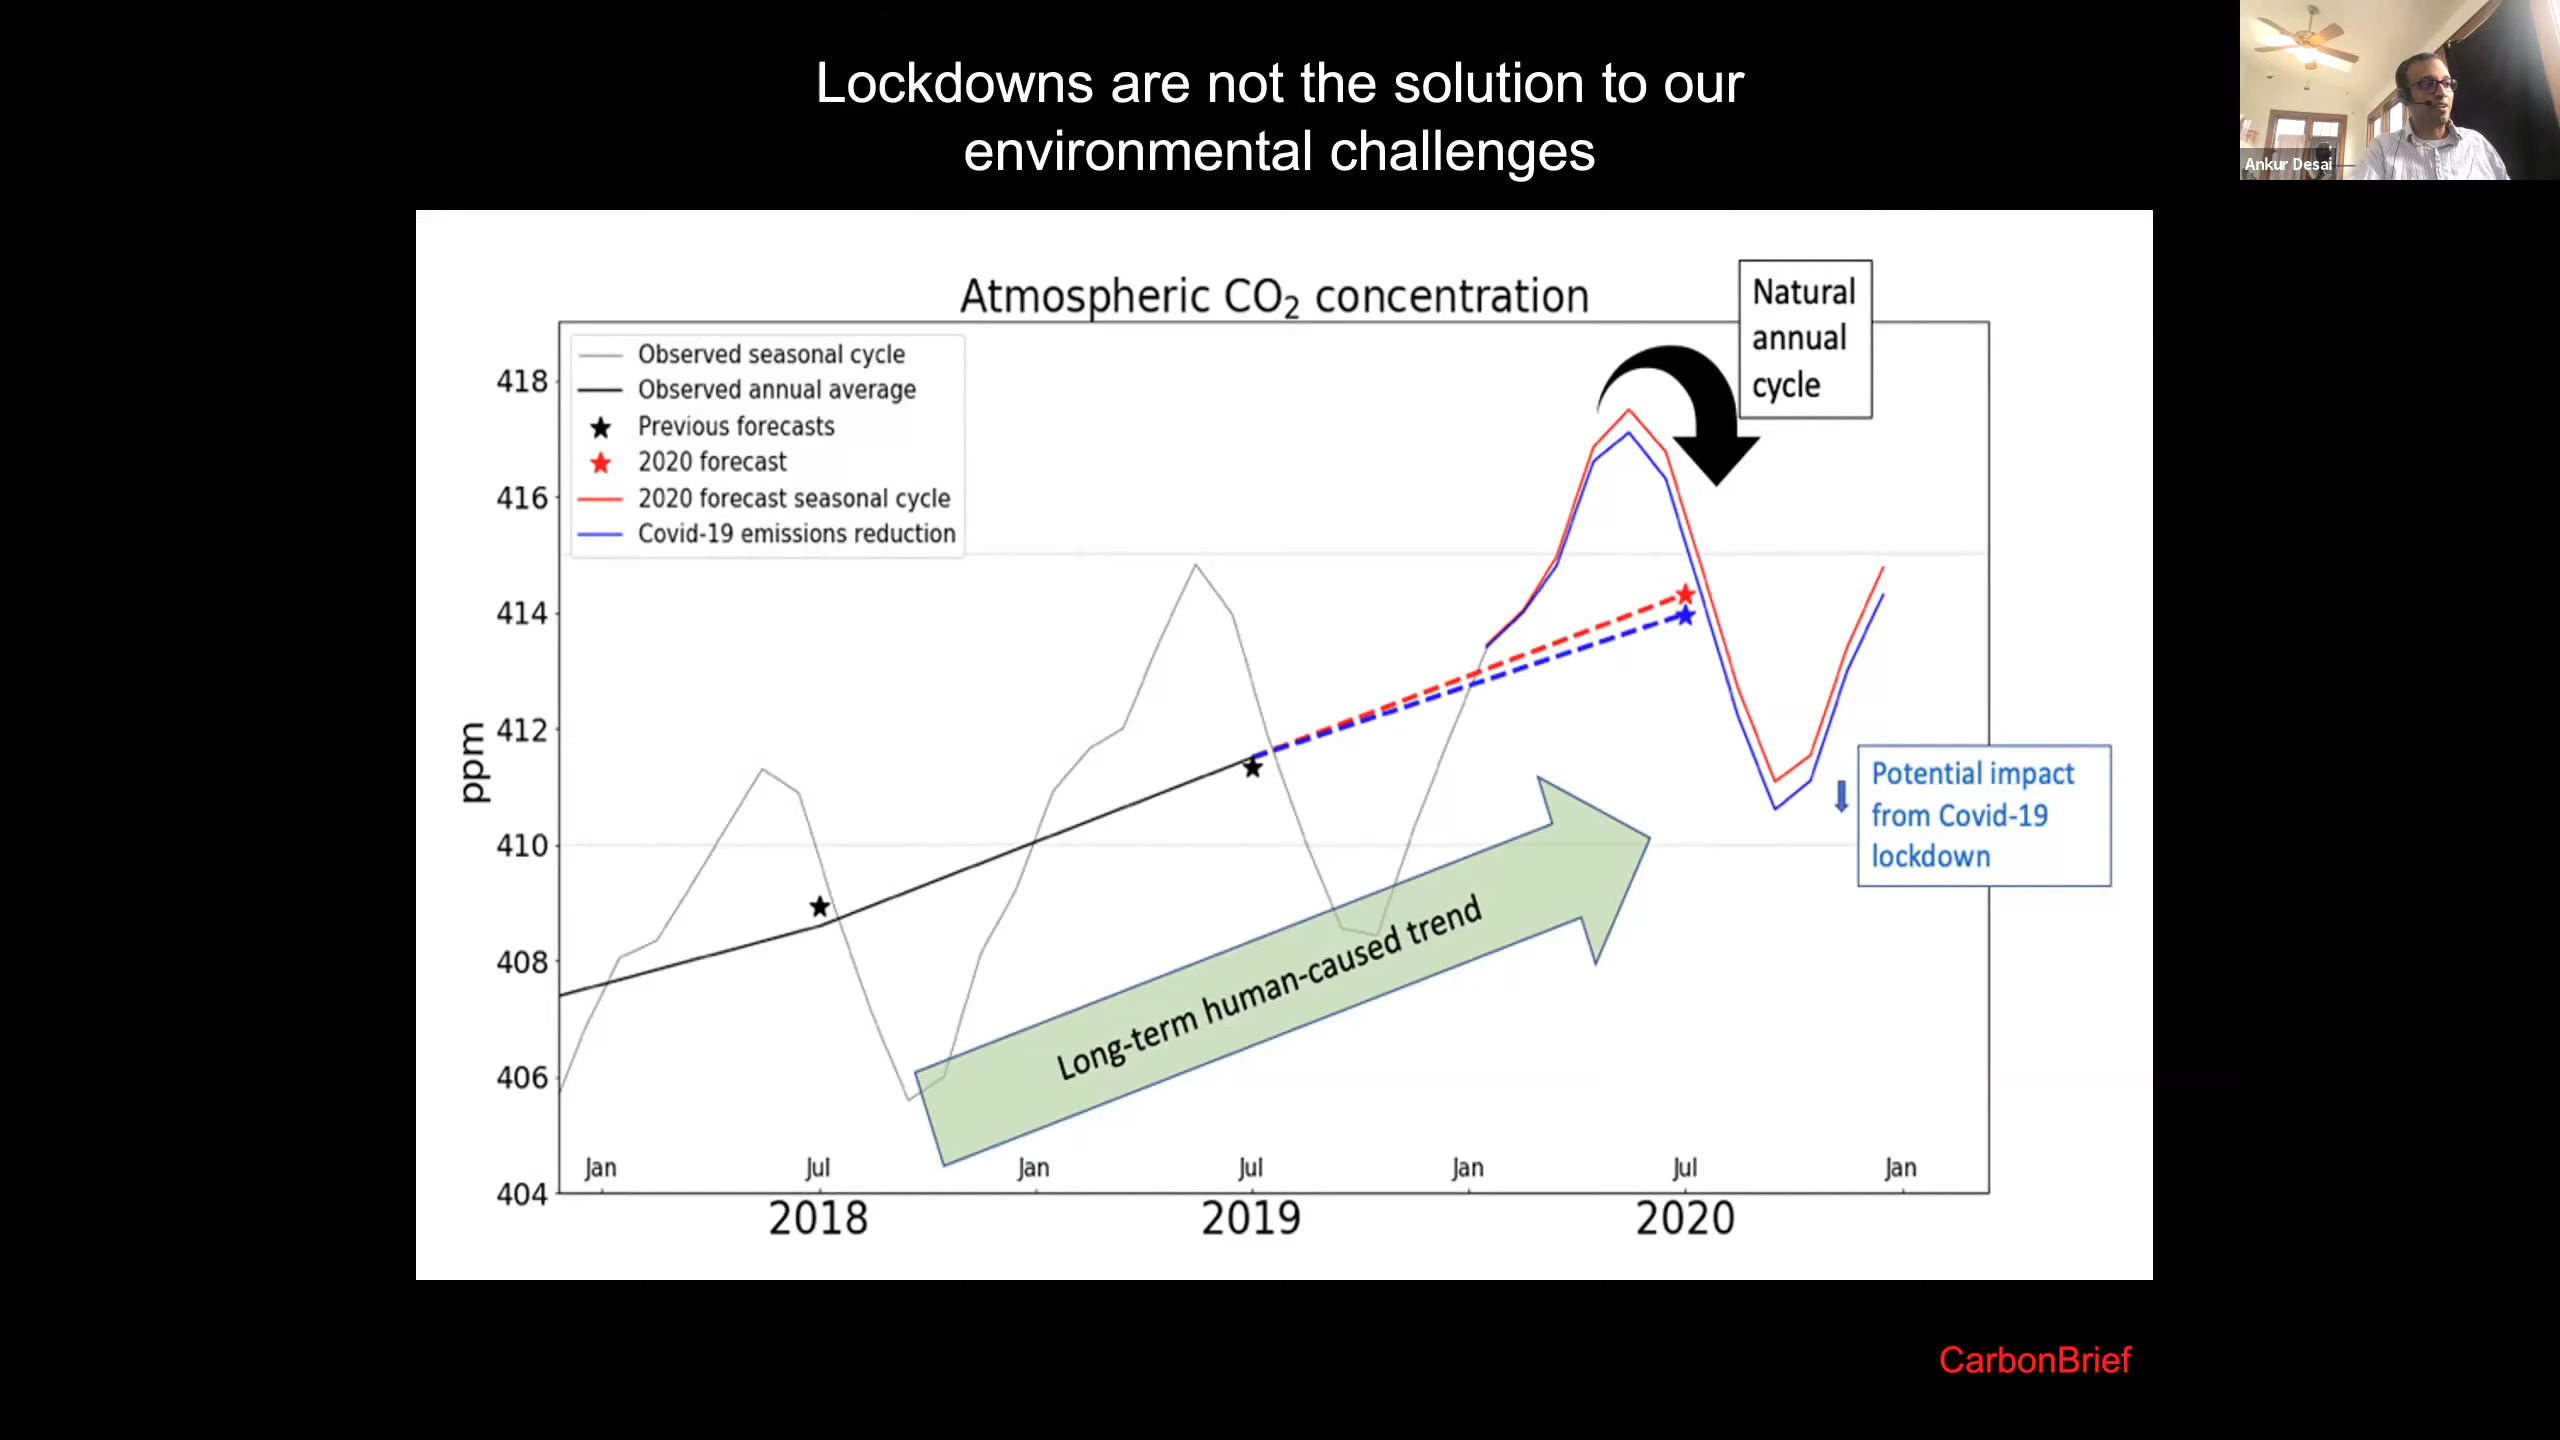 Lockdowns are not the solution to our
environmental challenges
Ankur Desai
Atmospheric CO₂ concentration
Natural
annual
cycle
Observed seasonal cycle
Observed annual average
Previous forecasts
2020 forecast
2020 forecast seasonal cycle
Covid-19 emissions reduction
418
416
414
412
410
408
406
404
ppm
Potential impact
from Covid-19
lockdown
Long-term human-caused trend
Jan
Jul
Jan
Jul
Jan
Jul
Jan
2018
2019
2020
CarbonBrief